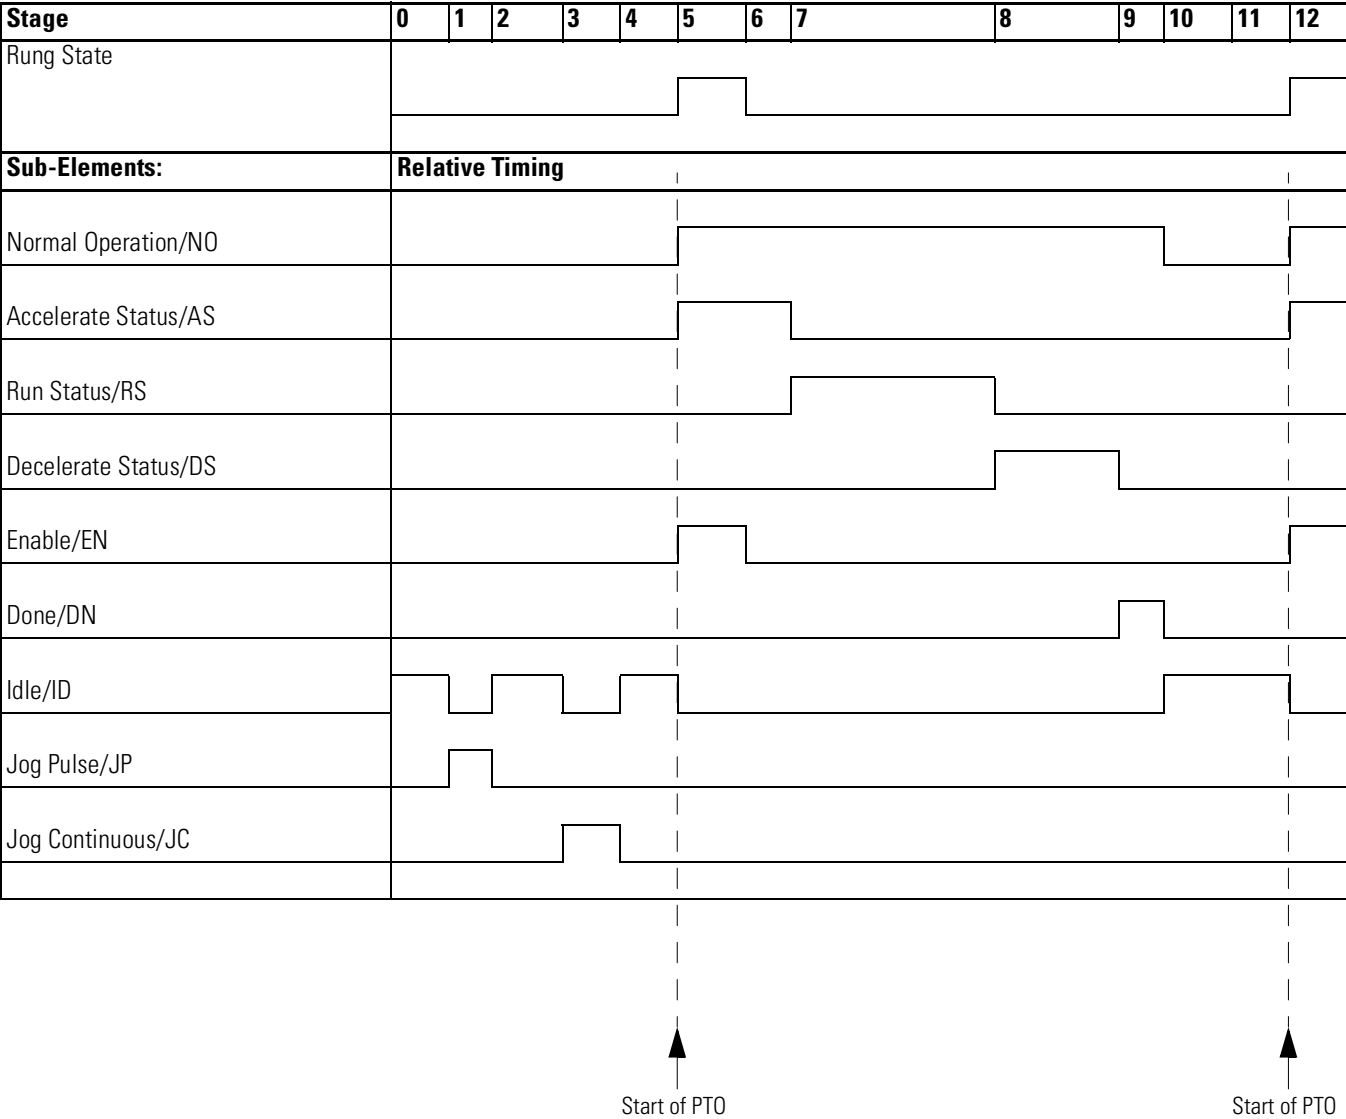 Stage 0 1 2 3 4 5 6 7 8 9 10 11 12
Rung State
Sub-Elements: Relative Timing
Normal Operation/NO
Accelerate Status/AS
Run Status/RS
Decelerate Status/DS
Enable/EN
Done/DN
Idle/ID
Jog Pulse/JP
Jog Continuous/JC
Start of PTO Start of PTO